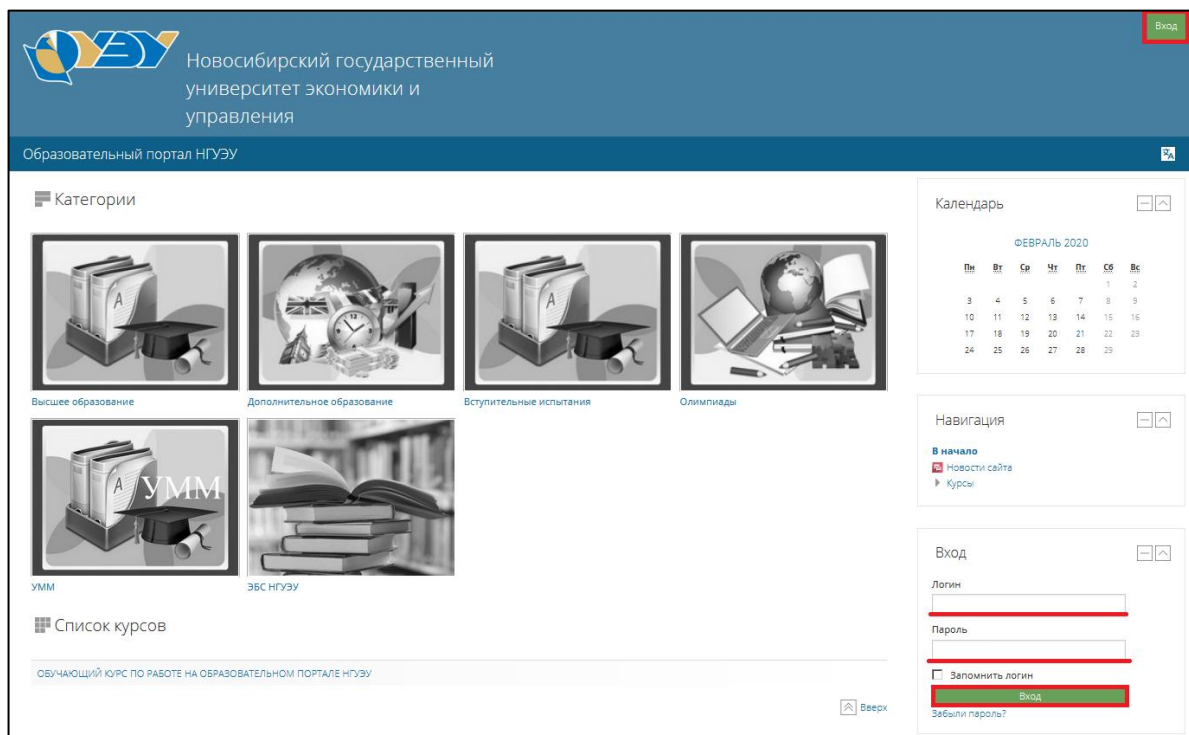 НГУЭУ
Новосибирский государственный
университет экономики и
управления
Вход
Образовательный портал НГУЭУ
Категории
Высшее образование
Дополнительное образование
Вступительные испытания
Олимпиады
УММ
УММ
ЭБС НГУЭУ
Список курсов
ОБУЧАЮЩИЙ КУРС ПО РАБОТЕ НА ОБРАЗОВАТЕЛЬНОМ ПОРТАЛЕ НГУЭУ
Вверх
Календарь
ФЕВРАЛЬ 2020
Пн Вт Ср Чт Пт Сб Вс
1 2
3 4 5 6 7 8 9
10 11 12 13 14 15 16
17 18 19 20 21 22 23
24 25 26 27 28 29
Навигация
В начало
Новости сайта
Курсы
Вход
Логин
Пароль
Запомнить логин
Вход
Забыли пароль?